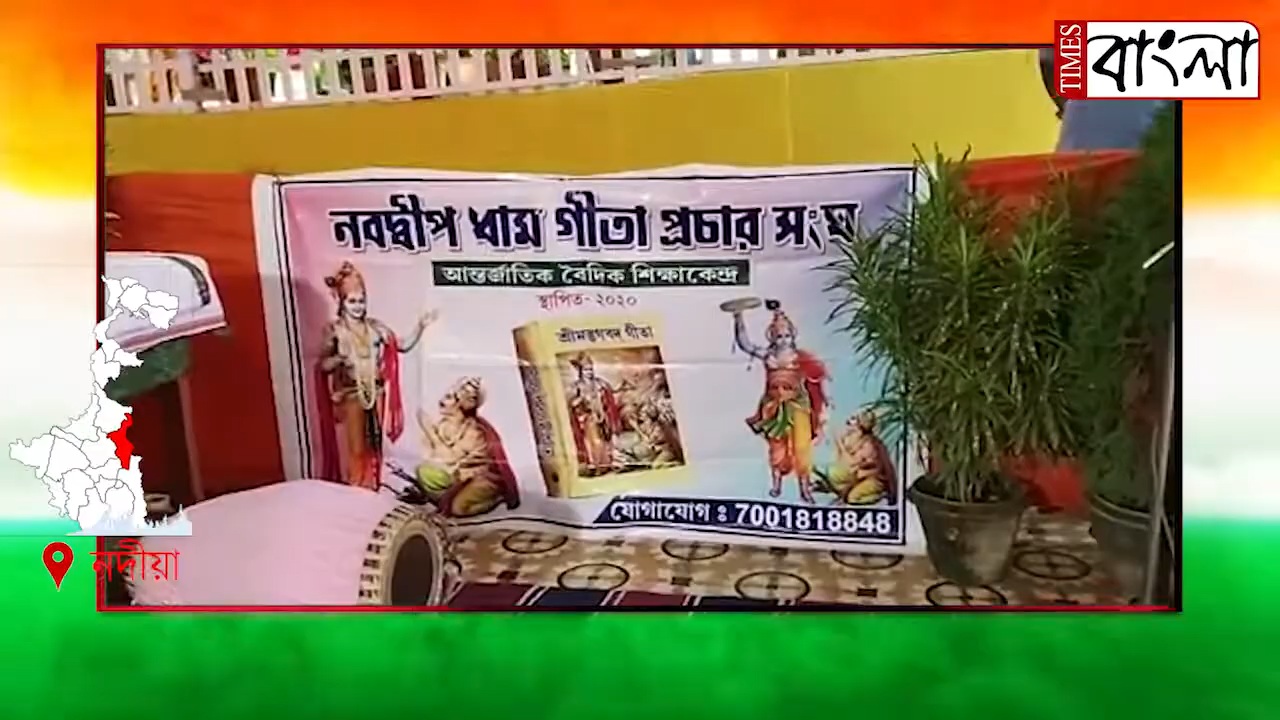 TIMES বাংলা
নবদ্বীপ ধাম গীতা প্রচার সংঘ
আন্তর্জাতিক বৈদিক শিক্ষাকেন্দ্র
স্থাপিত- ২০২০
শ্রীমদ্ভগবদ গীতা
যোগাযোগ : 7001818848
নদীয়া